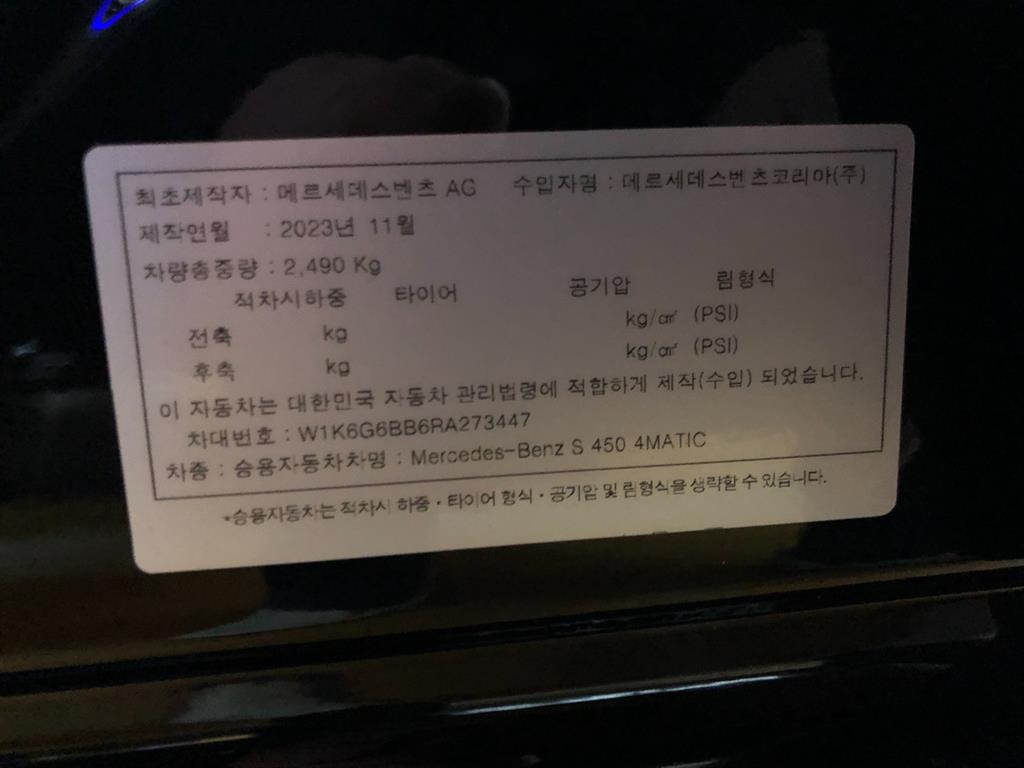 최초제작자 : 메르세데스벤츠 AG 수입자명 : 메르세데스벤츠코리아(주)
제작연월 : 2023년 11월
차량총중량 : 2,490 Kg
적차시하중 타이어 공기압 림형식
전축 kg kg/㎠ (PSI)
후축 kg kg/㎠ (PSI)
이 자동차는 대한민국 자동차 관리법령에 적합하게 제작(수입) 되었습니다.
차대번호 : W1K6G6BB6RA273447
차종 : 승용자동차차명 : Mercedes-Benz S 450 4MATIC
*승용자동차는 적차시 하중·타이어 형식·공기압 및 림형식을 생략할 수 있습니다.